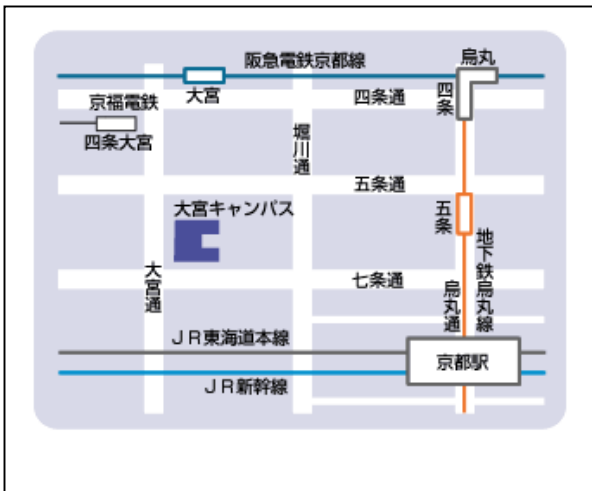 阪急電鉄京都線
烏丸
大宮
四条通
四条
京福電鉄
四条大宮
堀川通
五条通
大宮キャンパス
五条
地下鉄烏丸線
大宮通
七条通
烏丸通
ＪＲ東海道本線
京都駅
ＪＲ新幹線